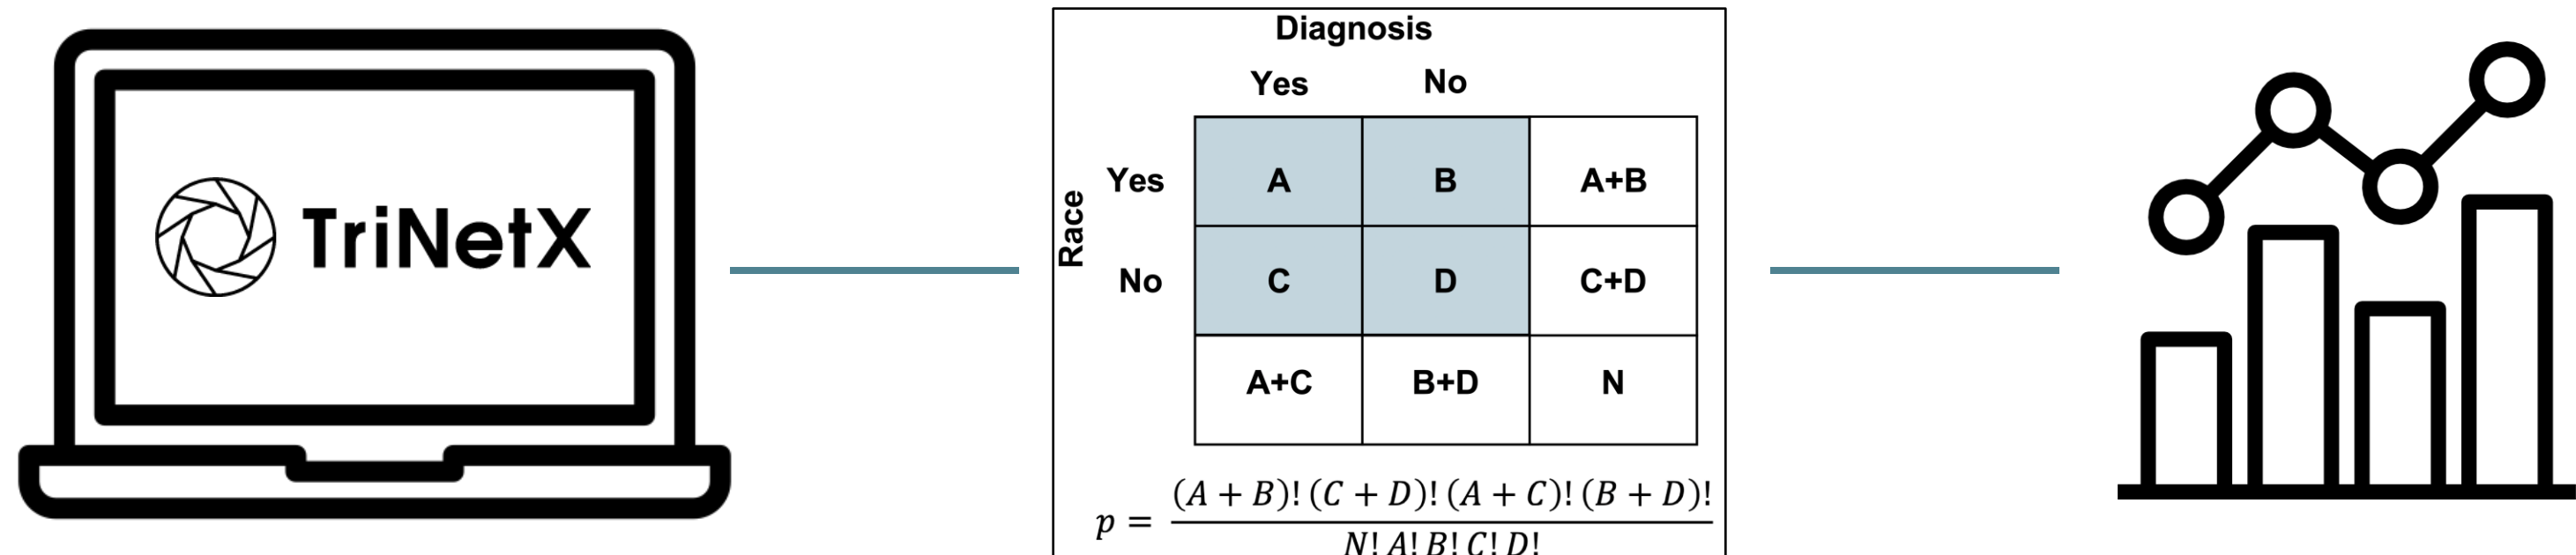 TriNetX
Diagnosis
Yes No
Race
Yes A B A+B
No C D C+D
A+C B+D N
p = (A + B)! (C + D)! (A + C)! (B + D)!
N! A! B! C! D!